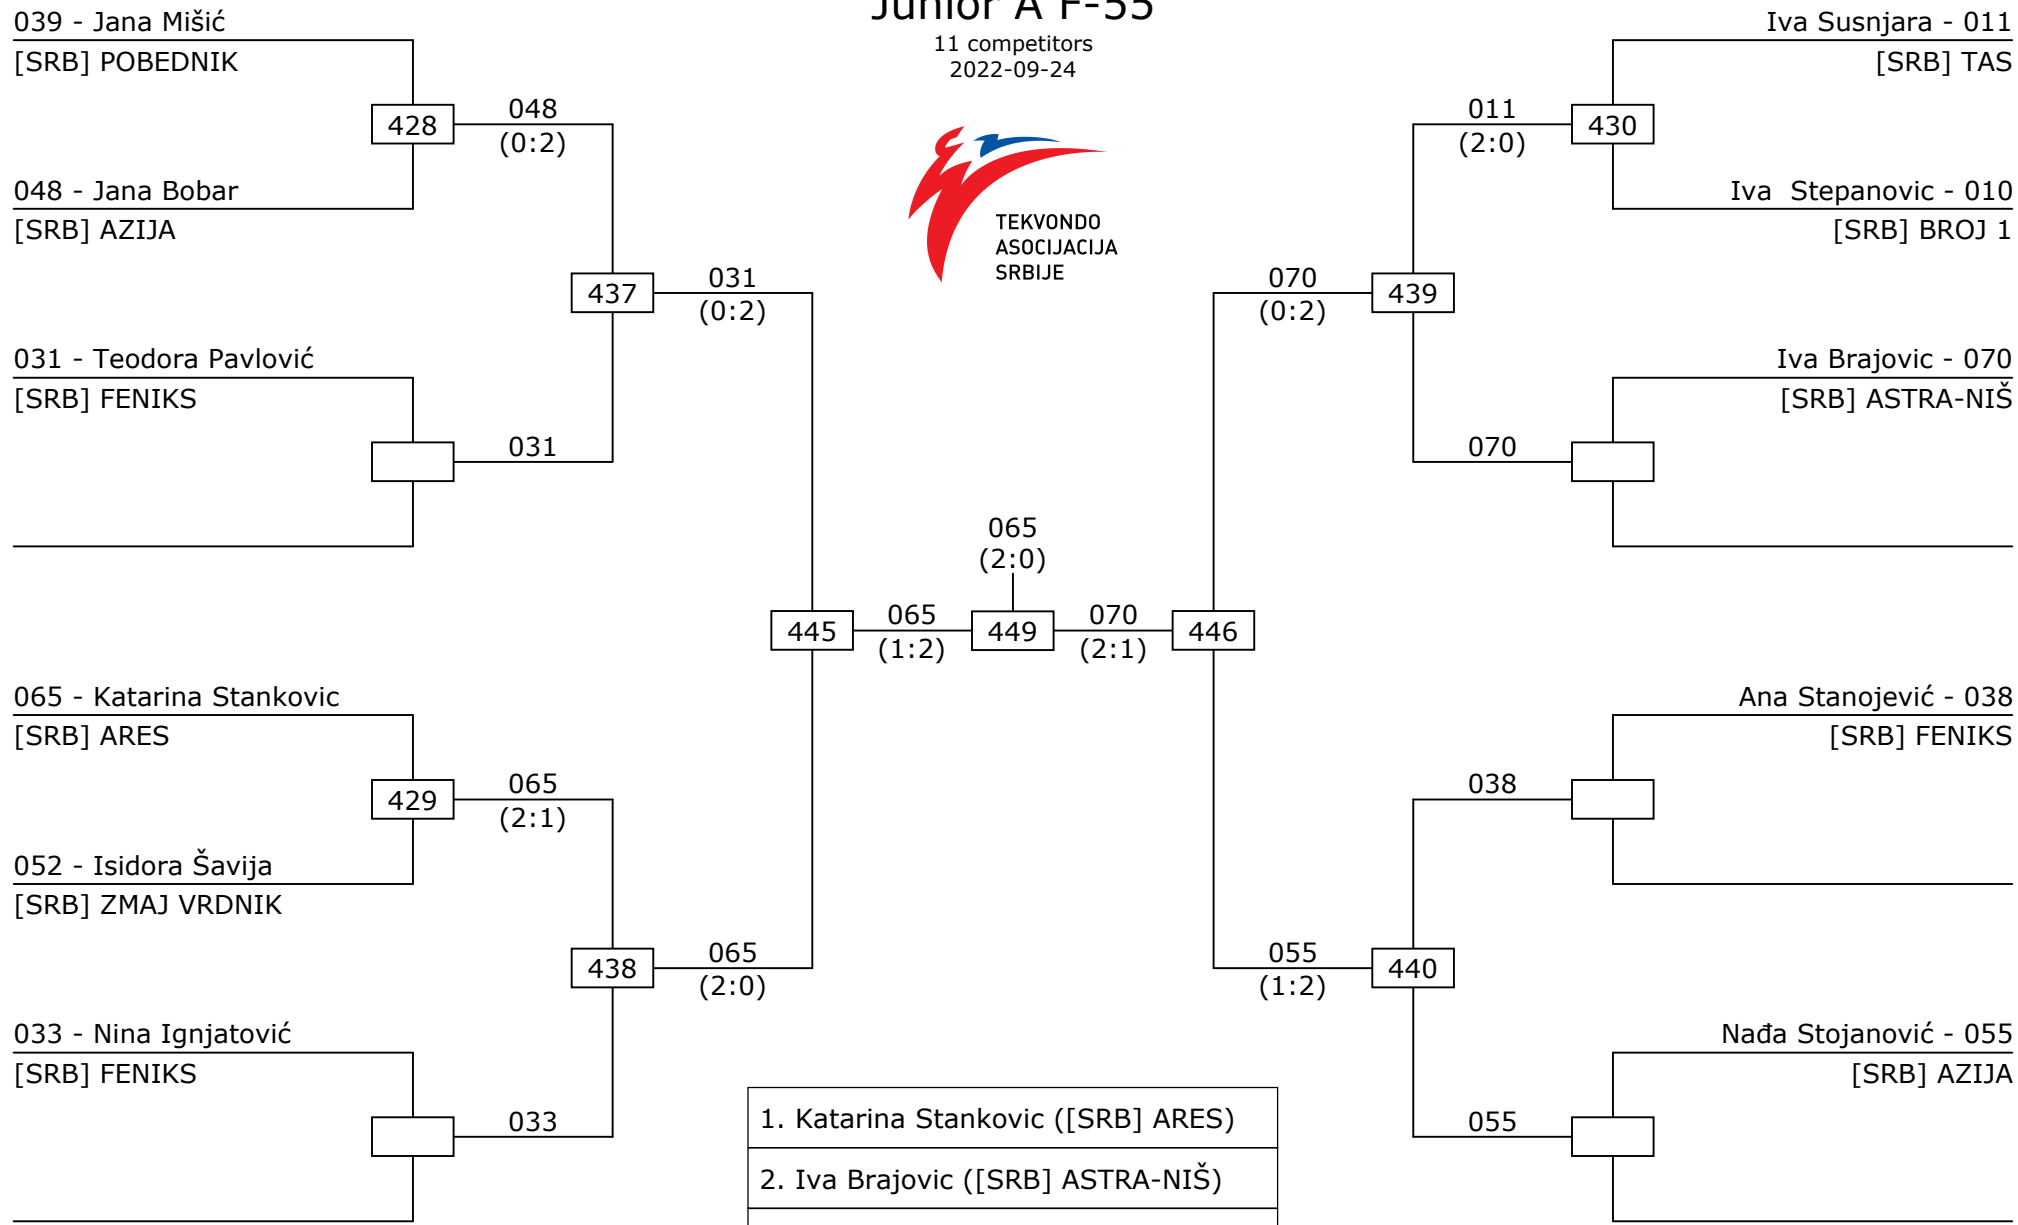 Junior A F-55
11 competitors
2022-09-24
TEKVONDO
ASOCIJACIJA
SRBIJE
039 - Jana Mišić
[SRB] POBEDNIK
428
048
(0:2)
048 - Jana Bobar
[SRB] AZIJA
437
031
(0:2)
031 - Teodora Pavlović
[SRB] FENIKS
031
445
065
(1:2)
065 - Katarina Stankovic
[SRB] ARES
429
065
(2:1)
052 - Isidora Šavija
[SRB] ZMAJ VRDNIK
438
065
(2:0)
033 - Nina Ignjatović
[SRB] FENIKS
033
065
(2:0)
449
Iva Susnjara - 011
[SRB] TAS
011
(2:0)
430
Iva  Stepanovic - 010
[SRB] BROJ 1
070
(0:2)
439
Iva Brajovic - 070
[SRB] ASTRA-NIŠ
070
070
(2:1)
446
Ana Stanojević - 038
[SRB] FENIKS
038
055
(1:2)
440
Nađa Stojanović - 055
[SRB] AZIJA
055
1. Katarina Stankovic ([SRB] ARES)
2. Iva Brajovic ([SRB] ASTRA-NIŠ)